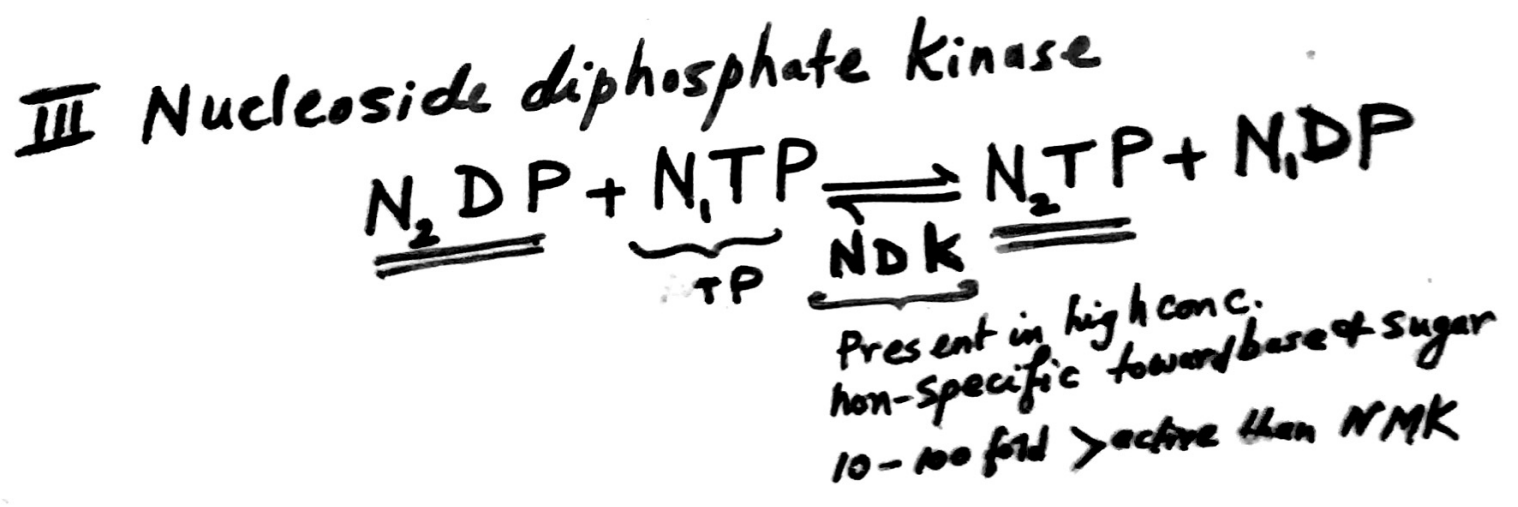 III Nucleoside diphosphate kinase
N₂DP + N₁TP ⇌ N₂TP + N₁DP
TP NDK
Present in high conc.
non-specific toward base & sugar
10-100 fold > active than NMK